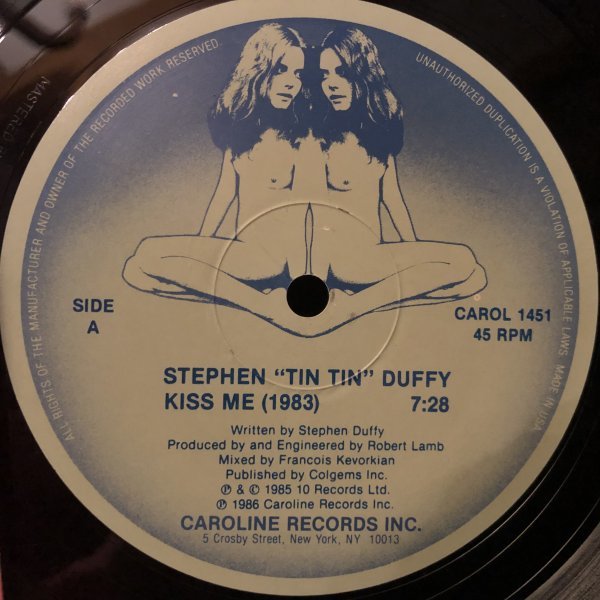 ALL RIGHTS OF THE MANUFACTURER AND OWNER OF THE RECORDED WORK RESERVED.
UNAUTHORIZED DUPLICATION IS A VIOLATION OF APPLICABLE LAWS. MADE IN USA
SIDE
A
CAROL 1451
45 RPM
STEPHEN “TIN TIN” DUFFY
KISS ME (1983) 7:28
Written by Stephen Duffy
Produced by and Engineered by Robert Lamb
Mixed by Francois Kevorkian
Published by Colgems Inc.
℗ & © 1985 10 Records Ltd.
℗ 1986 Caroline Records Inc.
CAROLINE RECORDS INC.
5 Crosby Street, New York, NY 10013
MASTERED